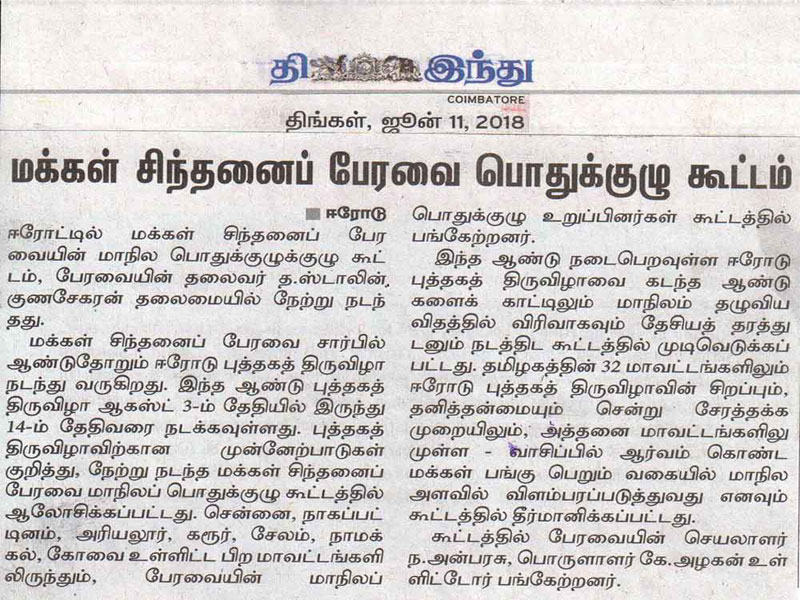 தி இந்து
COIMBATORE
திங்கள், ஜூன் 11, 2018
மக்கள் சிந்தனைப் பேரவை பொதுக்குழு கூட்டம்
ஈரோடு
ஈரோட்டில் மக்கள் சிந்தனைப் பேர
வையின் மாநில பொதுக்குழுக்குழு கூட்
டம், பேரவையின் தலைவர் த.ஸ்டாலின்
குணசேகரன் தலைமையில் நேற்று நடந்
தது.
மக்கள் சிந்தனைப் பேரவை சார்பில்
ஆண்டுதோறும் ஈரோடு புத்தகத் திருவிழா
நடந்து வருகிறது. இந்த ஆண்டு புத்தகத்
திருவிழா ஆகஸ்ட் 3-ம் தேதியில் இருந்து
14-ம் தேதிவரை நடக்கவுள்ளது. புத்தகத்
திருவிழாவிற்கான முன்னேற்பாடுகள்
குறித்து, நேற்று நடந்த மக்கள் சிந்தனைப்
பேரவை மாநிலப் பொதுக்குழு கூட்டத்தில்
ஆலோசிக்கப்பட்டது. சென்னை, நாகப்பட்
டினம், அரியலூர், கரூர், சேலம், நாமக்
கல், கோவை உள்ளிட்ட பிற மாவட்டங்களி
லிருந்தும், பேரவையின் மாநிலப்
பொதுக்குழு உறுப்பினர்கள் கூட்டத்தில்
பங்கேற்றனர்.
இந்த ஆண்டு நடைபெறவுள்ள ஈரோடு
புத்தகத் திருவிழாவை கடந்த ஆண்டு
களைக் காட்டிலும் மாநிலம் தழுவிய
விதத்தில் விரிவாகவும் தேசியத் தரத்து
டனும் நடத்திட கூட்டத்தில் முடிவெடுக்கப்
பட்டது. தமிழகத்தின் 32 மாவட்டங்களிலும்
ஈரோடு புத்தகத் திருவிழாவின் சிறப்பும்,
தனித்தன்மையும் சென்று சேரத்தக்க
முறையிலும், அத்தனை மாவட்டங்களிலு
முள்ள - வாசிப்பில் ஆர்வம் கொண்ட
மக்கள் பங்கு பெறும் வகையில் மாநில
அளவில் விளம்பரப்படுத்துவது எனவும்
கூட்டத்தில் தீர்மானிக்கப்பட்டது.
கூட்டத்தில் பேரவையின் செயலாளர்
ந.அன்பரசு, பொருளாளர் கே.அழகன் உள்
ளிட்டோர் பங்கேற்றனர்.